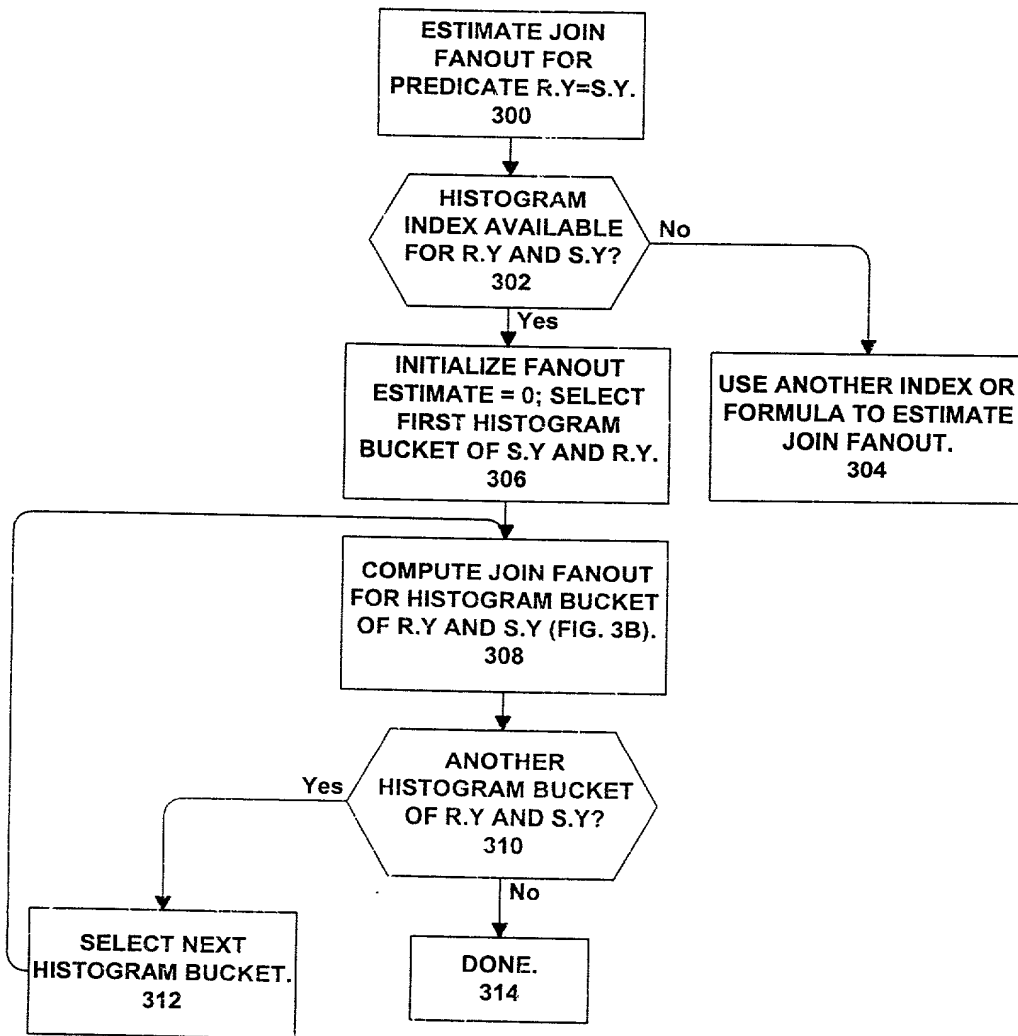 ESTIMATE JOIN
FANOUT FOR
PREDICATE R.Y=S.Y.
300
HISTOGRAM
INDEX AVAILABLE
FOR R.Y AND S.Y?
302
No
Yes
INITIALIZE FANOUT
ESTIMATE = 0; SELECT
FIRST HISTOGRAM
BUCKET OF S.Y AND R.Y.
306
USE ANOTHER INDEX OR
FORMULA TO ESTIMATE
JOIN FANOUT.
304
COMPUTE JOIN FANOUT
FOR HISTOGRAM BUCKET
OF R.Y AND S.Y (FIG. 3B).
308
ANOTHER
HISTOGRAM BUCKET
OF R.Y AND S.Y?
310
Yes
No
SELECT NEXT
HISTOGRAM BUCKET.
312
DONE.
314